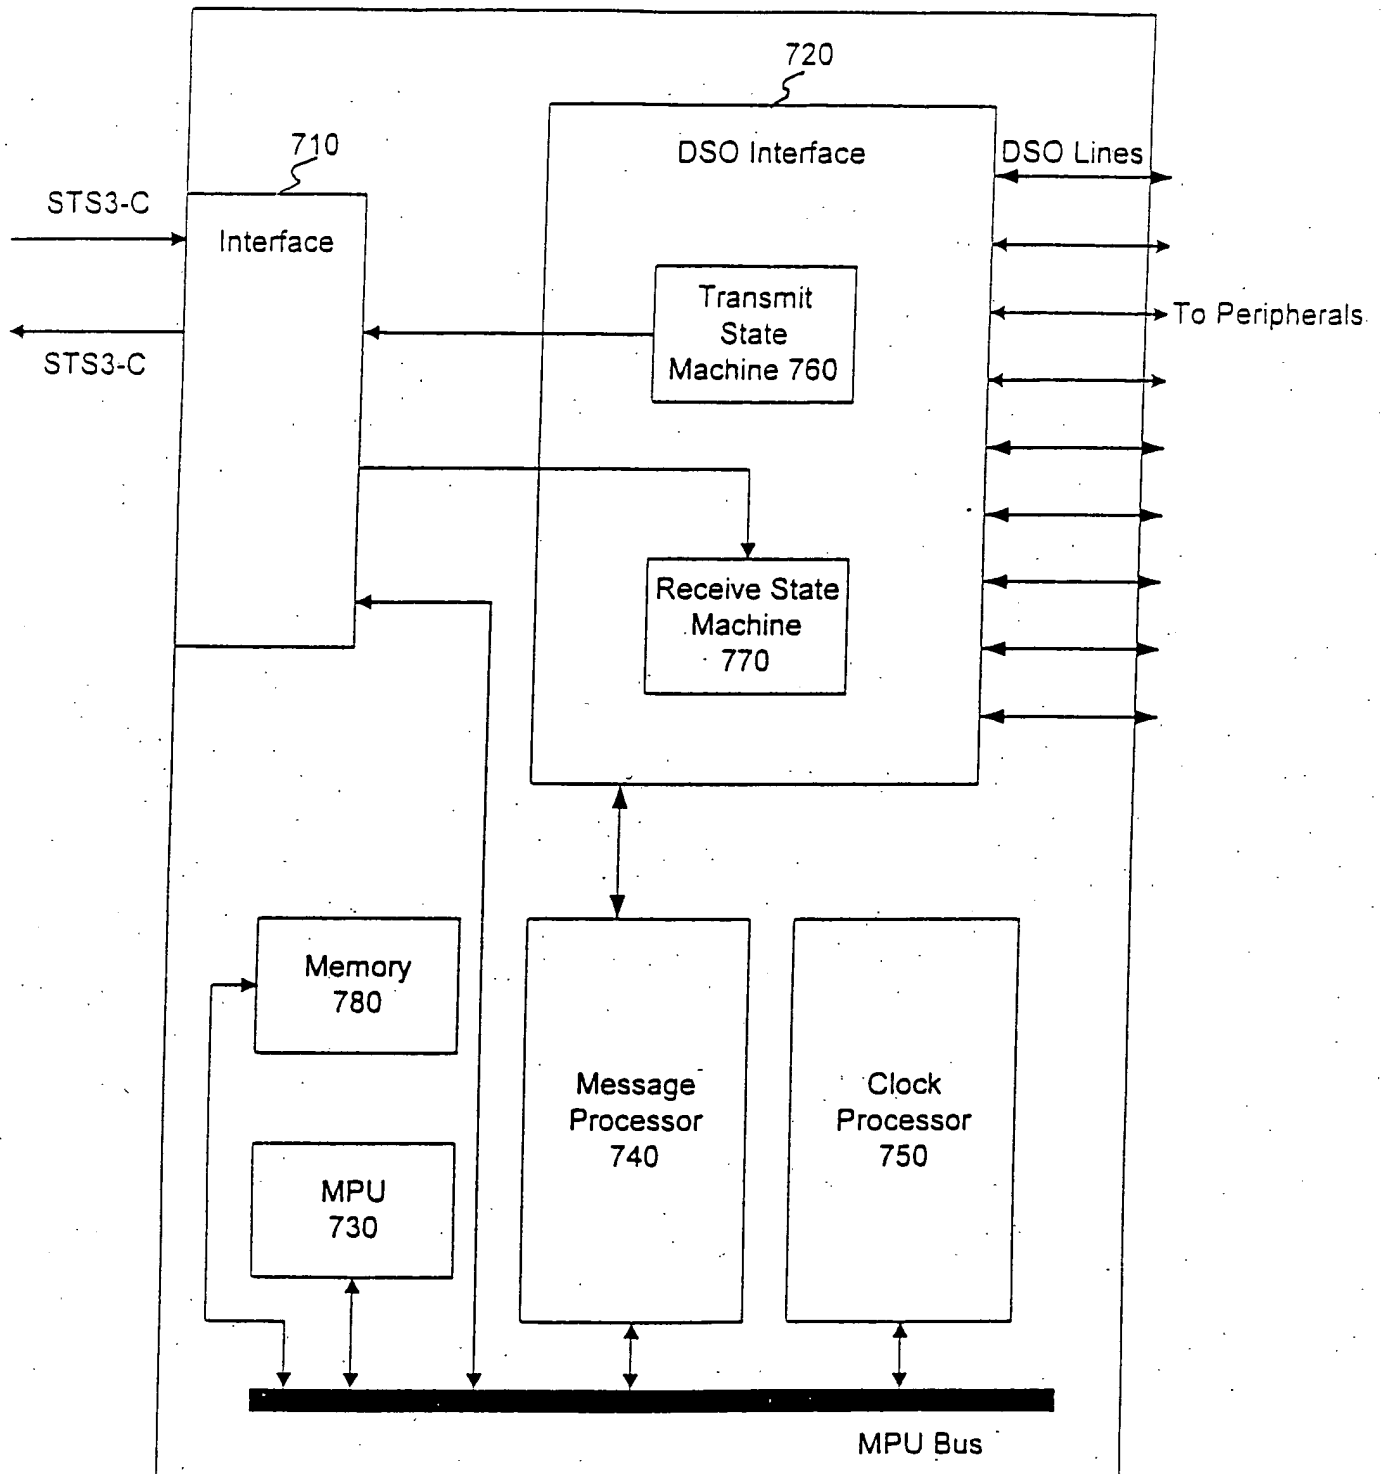 720
710
DSO Interface
DSO Lines
STS3-C
Interface
Transmit
State
Machine 760
To Peripherals
STS3-C
Receive State
Machine
770
Memory
780
Message
Processor
740
Clock
Processor
750
MPU
730
MPU Bus